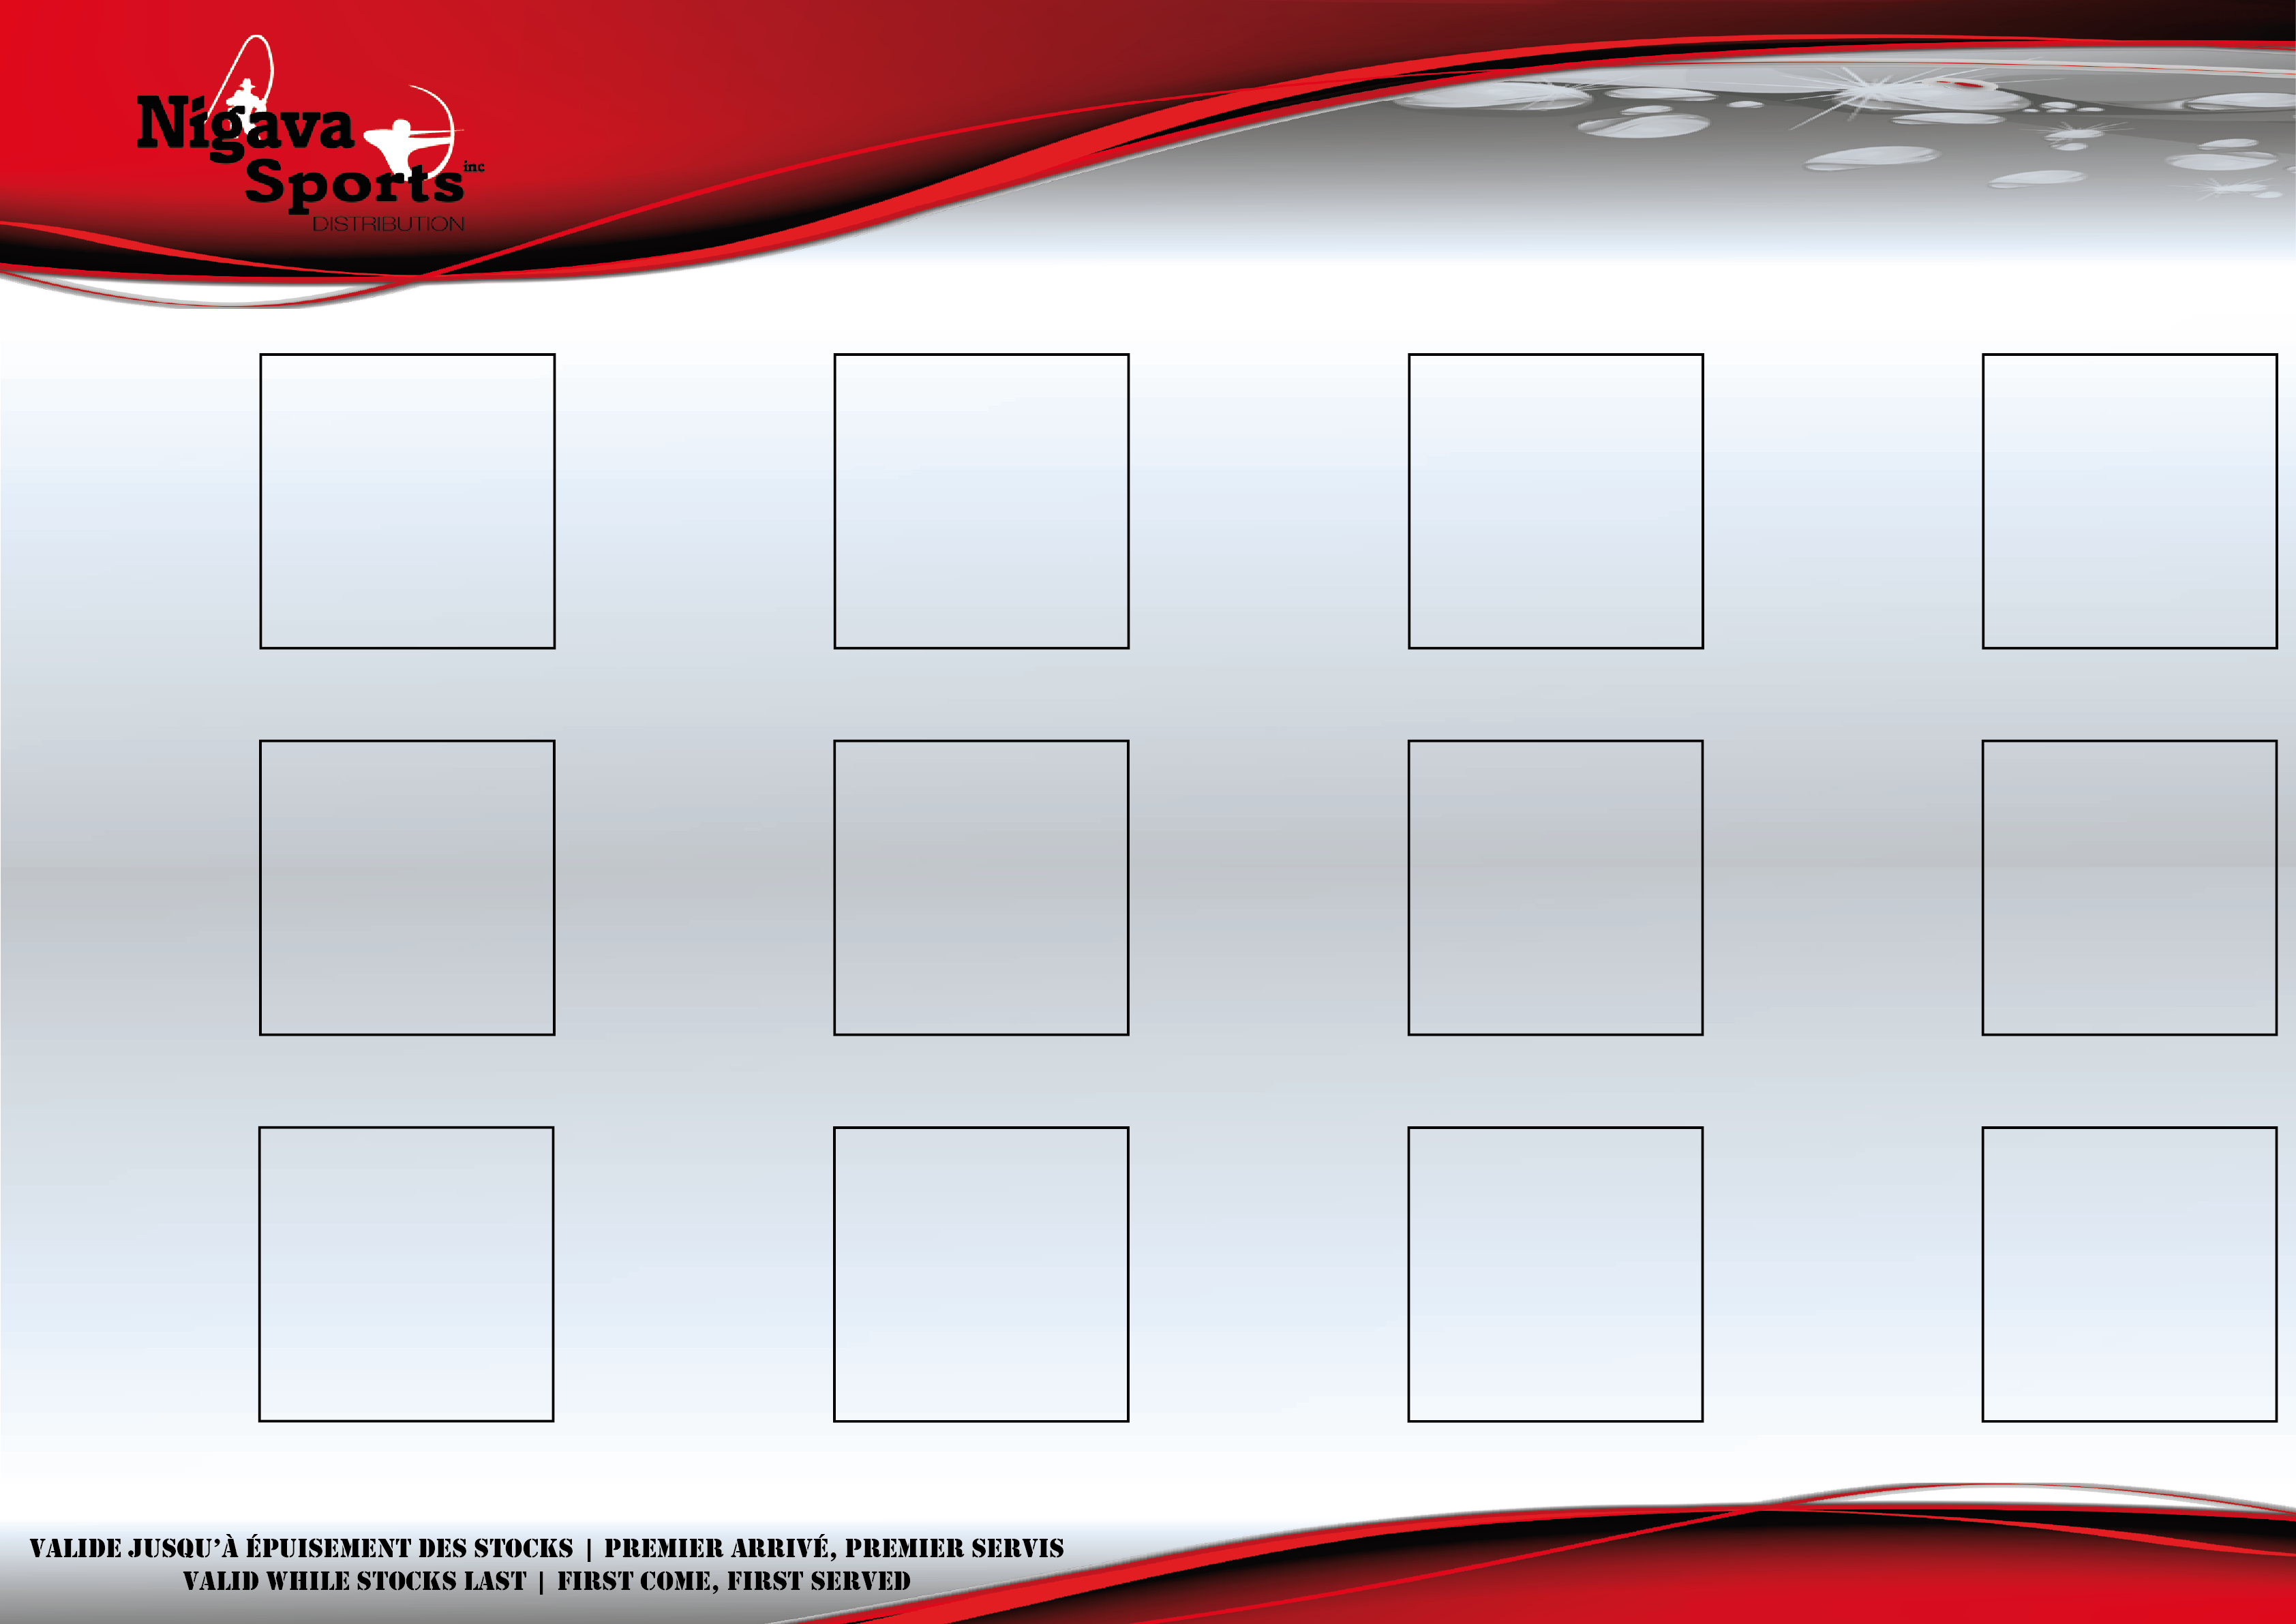 Nigava
Sports inc
DISTRIBUTION
VALIDE JUSQU'À ÉPUISEMENT DES STOCKS | PREMIER ARRIVÉ, PREMIER SERVIS
VALID WHILE STOCKS LAST | FIRST COME, FIRST SERVED